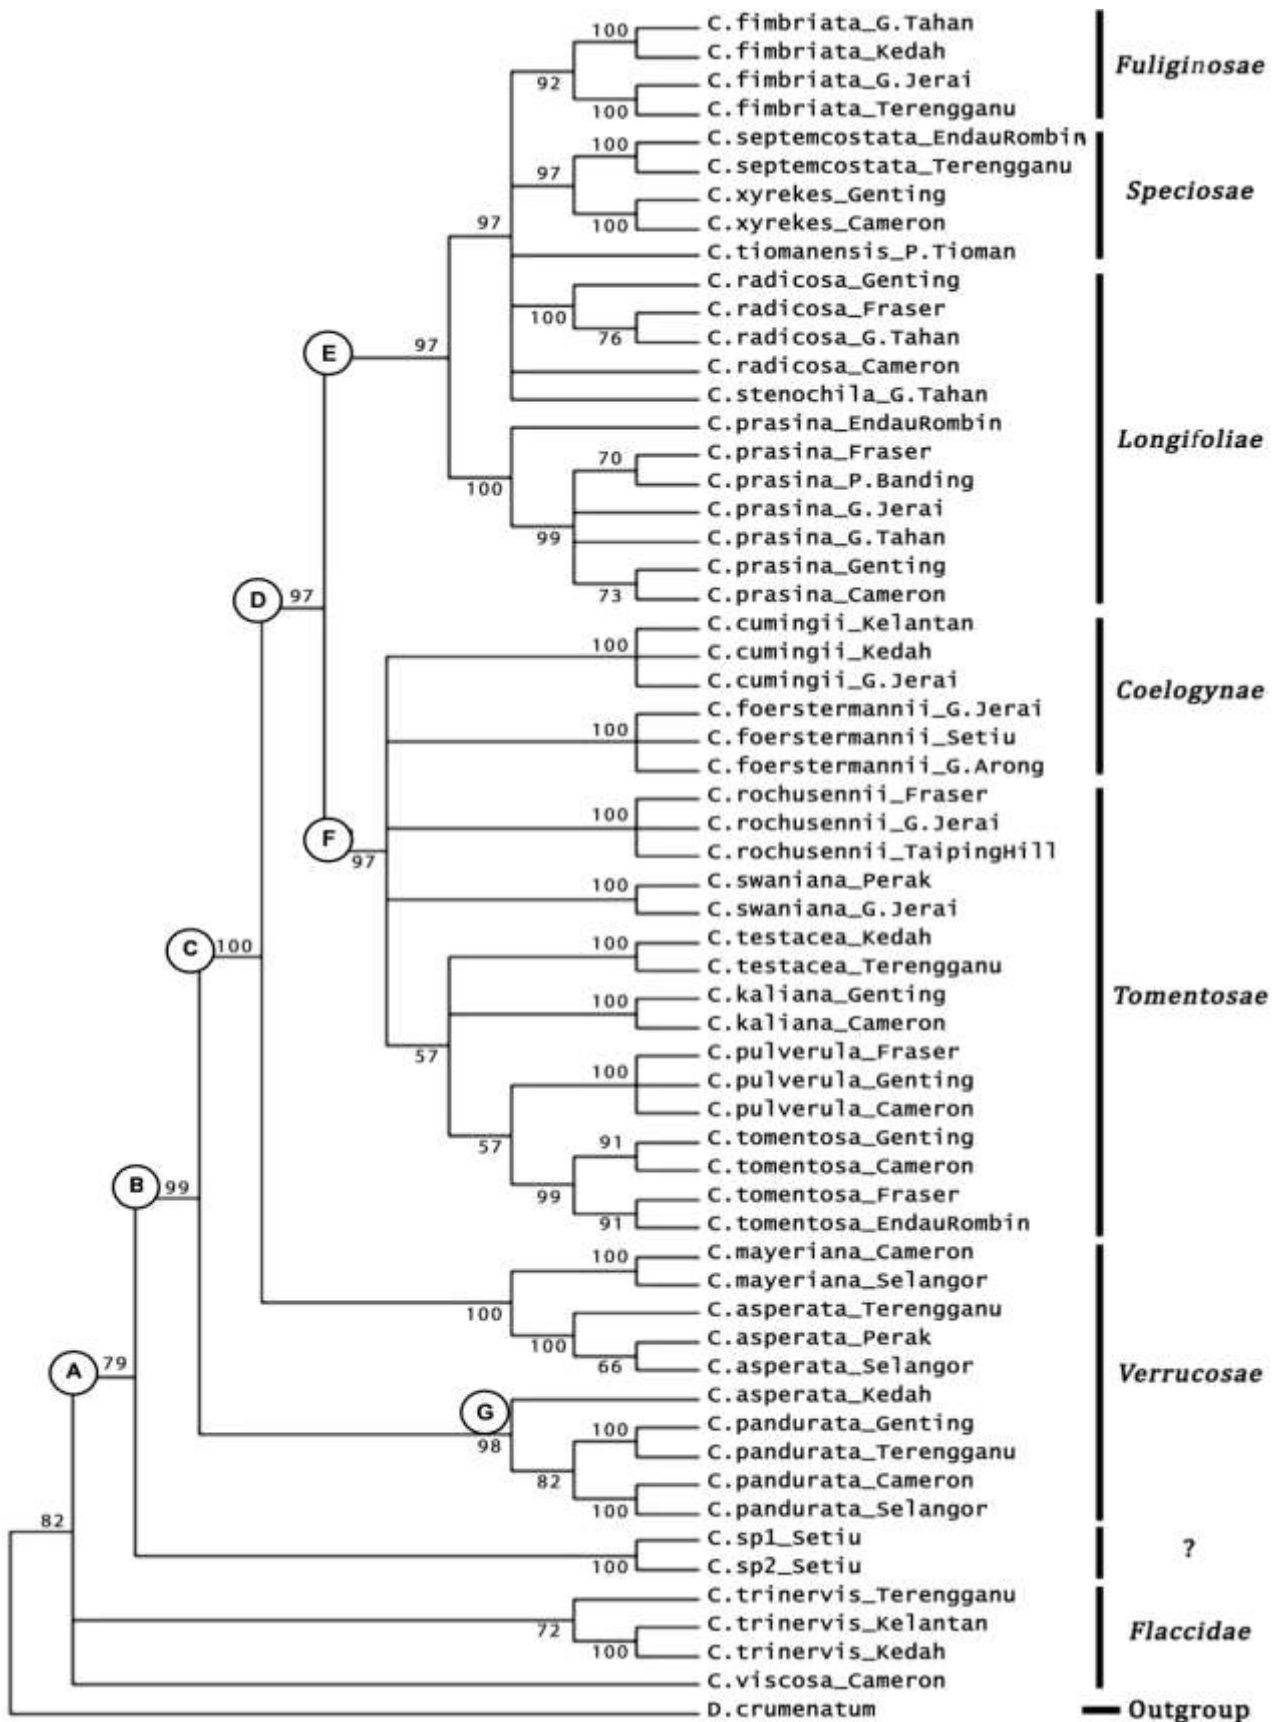 C.fimbriata_G.Tahan
100
C.fimbriata_Kedah
Fuliginosae
92
C.fimbriata_G.Jerai
100
C.fimbriata_Terengganu
C.septemcostata_EndauRombin
100
C.septemcostata_Terengganu
97
Speciosae
C.xyrekes_Genting
97
100
C.xyrekes_Cameron
C.tiomanensis_P.Tioman
C.radicosa_Genting
100
C.radicosa_Fraser
76
C.radicosa_G.Tahan
E
97
C.radicosa_Cameron
C.stenochila_G.Tahan
C.prasina_EndauRombin
Longifoliae
70
C.prasina_Fraser
100
C.prasina_P.Banding
C.prasina_G.Jerai
99
C.prasina_G.Tahan
C.prasina_Genting
73
C.prasina_Cameron
D
97
C.cumingii_Kelantan
100
C.cumingii_Kedah
C.cumingii_G.Jerai
Coelogynae
C.foerstermannii_G.Jerai
100
C.foerstermannii_Setiu
C.foerstermannii_G.Arong
C.rochusennii_Fraser
100
C.rochusennii_G.Jerai
F
97
C.rochusennii_TaipingHill
100
C.swaniana_Perak
C.swaniana_G.Jerai
C
100
100
C.testacea_Kedah
C.testacea_Terengganu
Tomentosae
100
C.kaliana_Genting
C.kaliana_Cameron
57
C.pulverula_Fraser
100
C.pulverula_Genting
C.pulverula_Cameron
57
91
C.tomentosa_Genting
C.tomentosa_Cameron
B
99
99
C.tomentosa_Fraser
91
C.tomentosa_EndauRombin
100
C.mayeriana_Cameron
C.mayeriana_Selangor
100
C.asperata_Terengganu
100
C.asperata_Perak
66
C.asperata_Selangor
A
79
Verrucosae
C.asperata_Kedah
G
98
100
C.pandurata_Genting
C.pandurata_Terengganu
82
C.pandurata_Cameron
100
C.pandurata_Selangor
82
C.sp1_Setiu
?
100
C.sp2_Setiu
C.trinervis_Terengganu
72
C.trinervis_Kelantan
Flaccidae
100
C.trinervis_Kedah
C.viscosa_Cameron
D.crumenatum
Outgroup